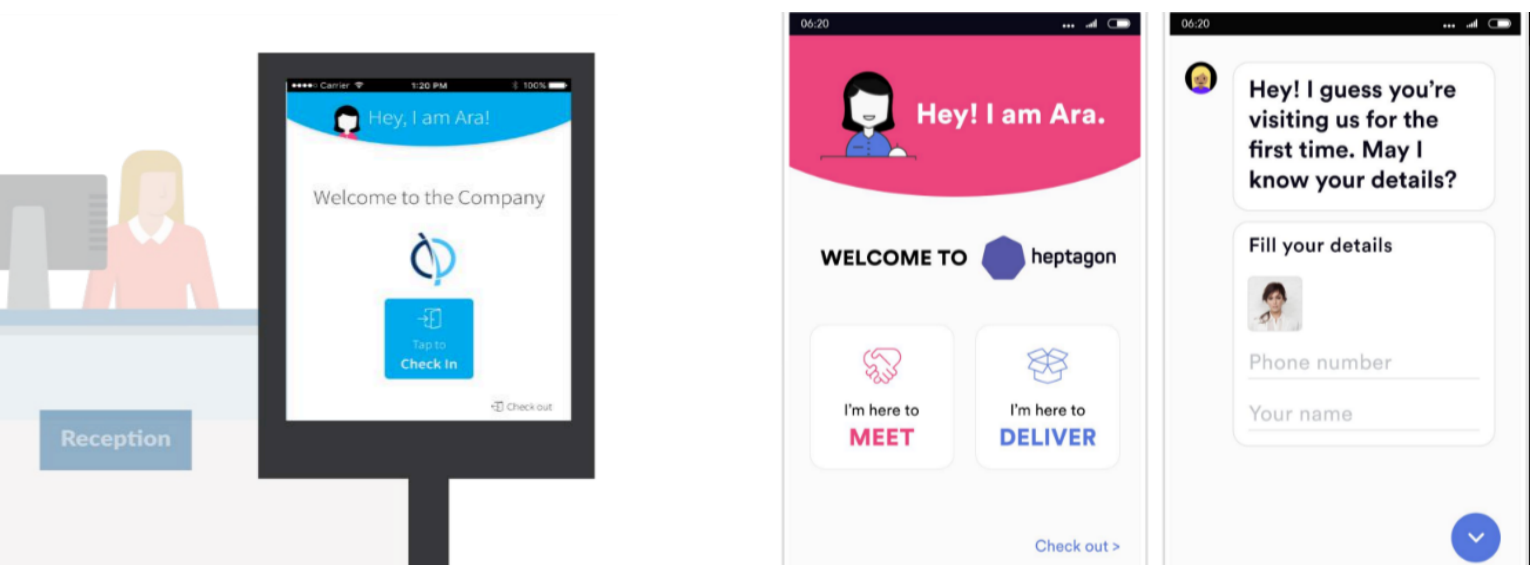 Carrier 1:20 PM 100%
Hey, I am Ara!
Welcome to the Company
Tap to
Check In
Check out
Reception
06:20
Hey! I am Ara.
WELCOME TO heptagon
I'm here to
MEET
I'm here to
DELIVER
Check out >
06:20
Hey! I guess you're
visiting us for the
first time. May I
know your details?
Fill your details
Phone number
Your name